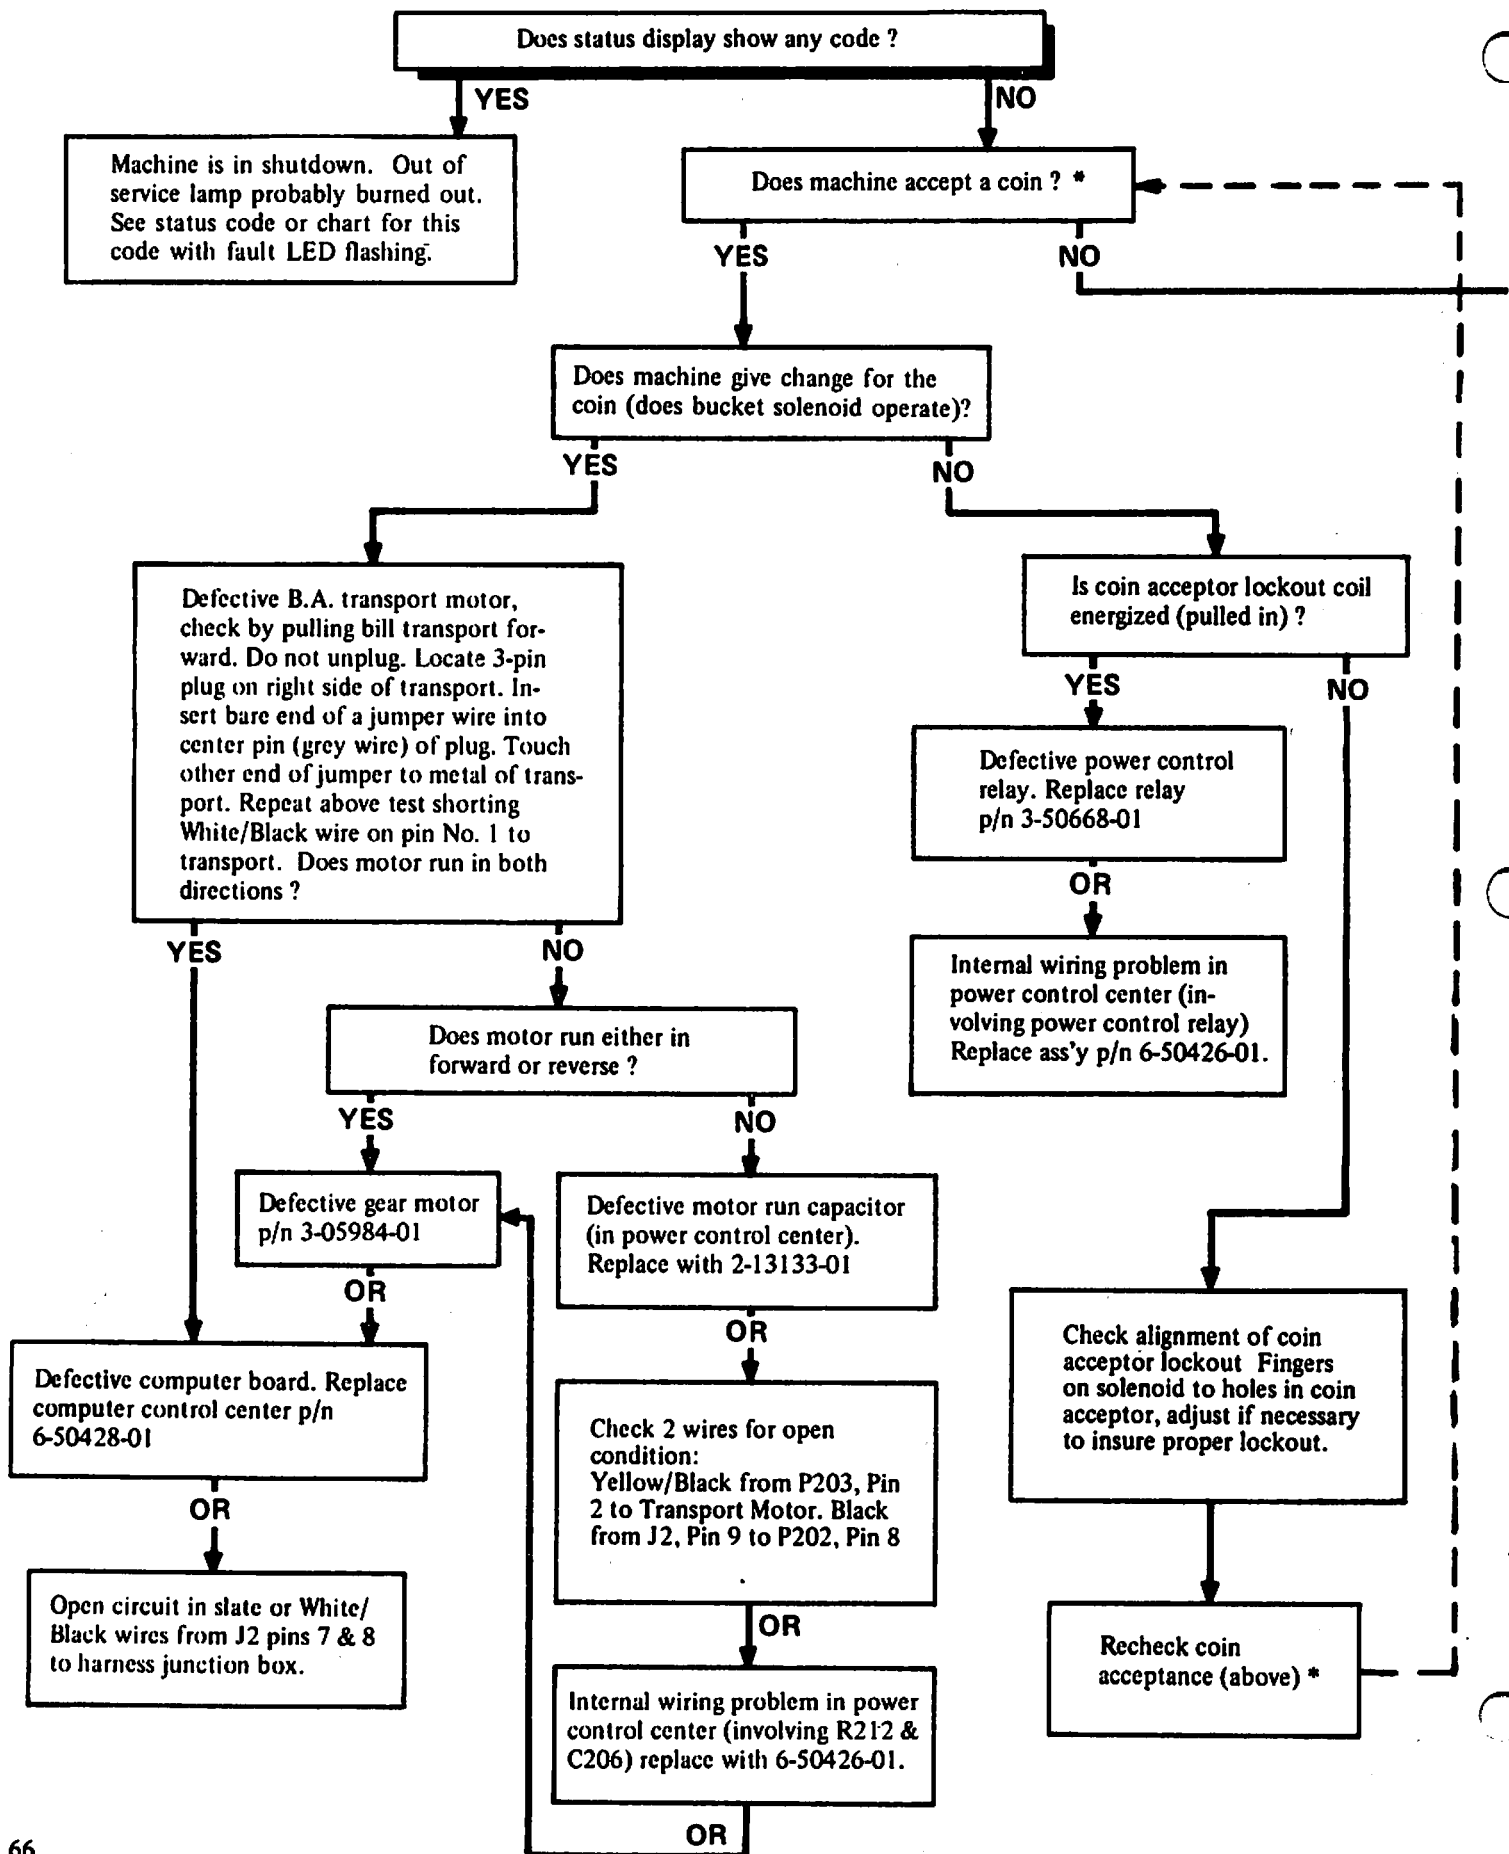 Does status display show any code ?
YES
NO
Machine is in shutdown. Out of
service lamp probably burned out.
See status code or chart for this
code with fault LED flashing.
Does machine accept a coin ? *
YES
NO
Does machine give change for the
coin (does bucket solenoid operate)?
YES
NO
Defective B.A. transport motor,
check by pulling bill transport for-
ward. Do not unplug. Locate 3-pin
plug on right side of transport. In-
sert bare end of a jumper wire into
center pin (grey wire) of plug. Touch
other end of jumper to metal of trans-
port. Repeat above test shorting
White/Black wire on pin No. 1 to
transport. Does motor run in both
directions ?
Is coin acceptor lockout coil
energized (pulled in) ?
YES
NO
Defective power control
relay. Replace relay
p/n 3-50668-01
OR
Internal wiring problem in
power control center (in-
volving power control relay)
Replace ass'y p/n 6-50426-01.
YES
NO
Does motor run either in
forward or reverse ?
YES
NO
Defective gear motor
p/n 3-05984-01
OR
Defective motor run capacitor
(in power control center).
Replace with 2-13133-01
OR
Defective computer board. Replace
computer control center p/n
6-50428-01
OR
Open circuit in slate or White/
Black wires from J2 pins 7 & 8
to harness junction box.
Check 2 wires for open
condition:
Yellow/Black from P203, Pin
2 to Transport Motor. Black
from J2, Pin 9 to P202, Pin 8
OR
Internal wiring problem in power
control center (involving R212 &
C206) replace with 6-50426-01.
OR
Check alignment of coin
acceptor lockout Fingers
on solenoid to holes in coin
acceptor, adjust if necessary
to insure proper lockout.
Recheck coin
acceptance (above) *
66